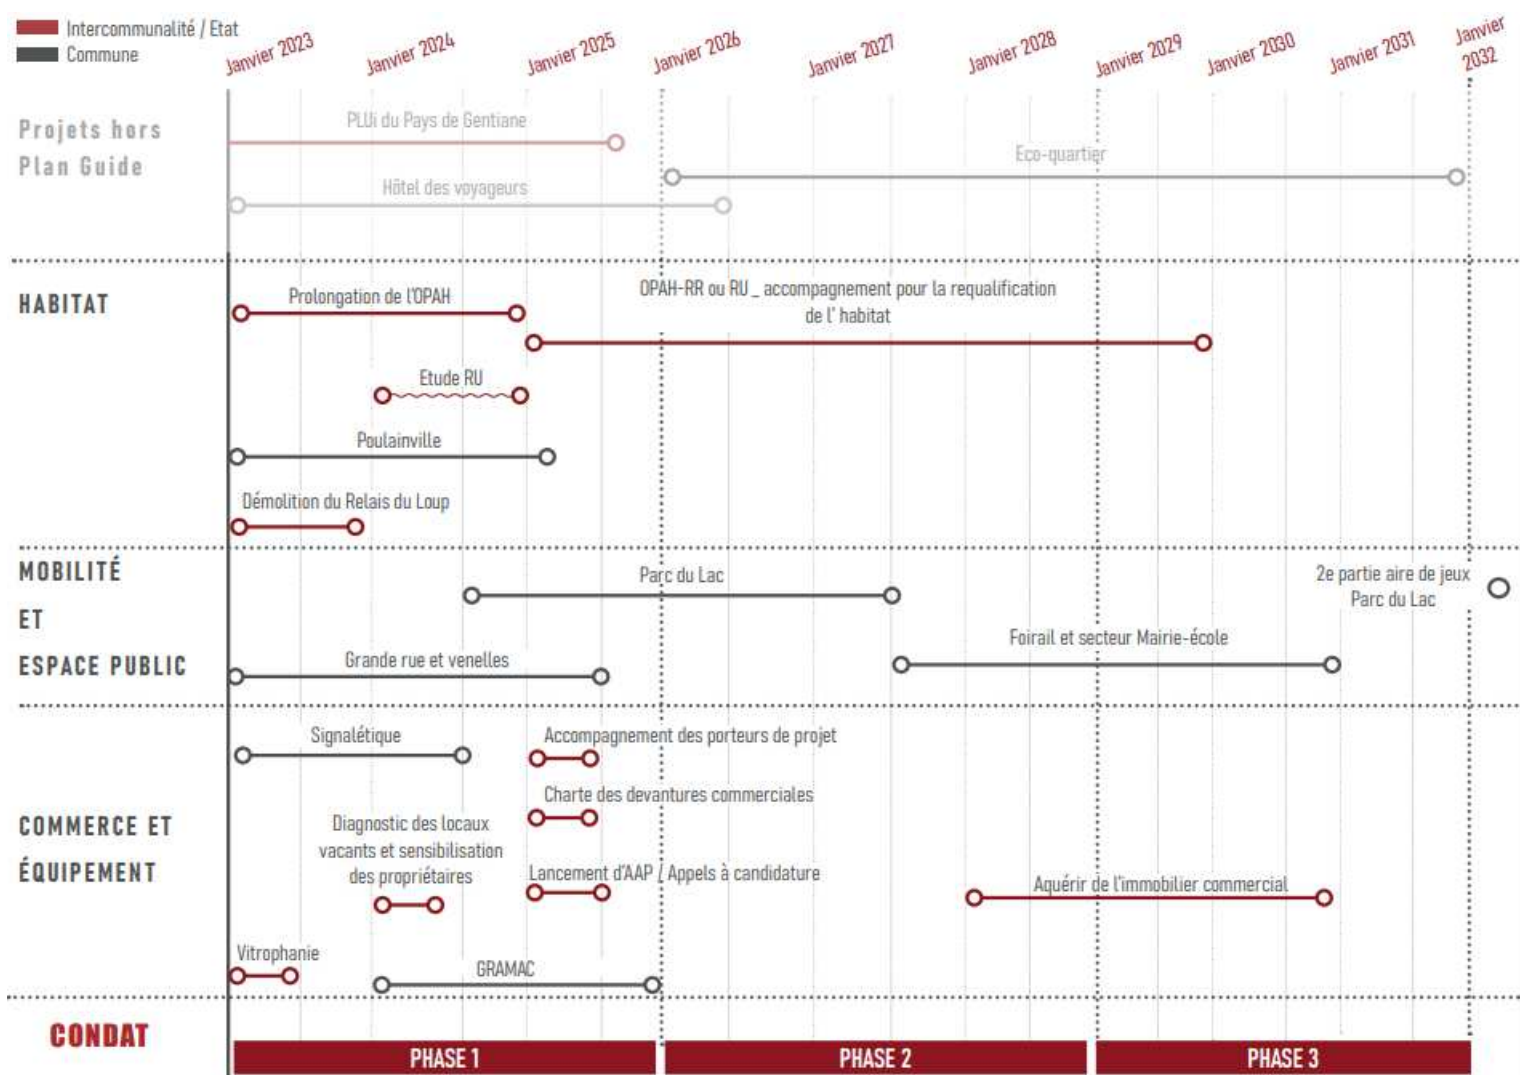 Intercommunalité / Etat
Commune
Janvier 2023
Janvier 2024
Janvier 2025
Janvier 2026
Janvier 2027
Janvier 2028
Janvier 2029
Janvier 2030
Janvier 2031
Janvier
2032
Projets hors
Plan Guide
PLUi du Pays de Gentiane
Eco-quartier
Hôtel des voyageurs
HABITAT
Prolongation de l'OPAH
OPAH-RR ou RU _ accompagnement pour la requalification
de l' habitat
Etude RU
Poulainville
Démolition du Relais du Loup
MOBILITÉ
ET
ESPACE PUBLIC
Parc du Lac
2e partie aire de jeux
Parc du Lac
Foirail et secteur Mairie-école
Grande rue et venelles
COMMERCE ET
ÉQUIPEMENT
Signalétique
Accompagnement des porteurs de projet
Charte des devantures commerciales
Diagnostic des locaux
vacants et sensibilisation
des propriétaires
Lancement d'AAP / Appels à candidature
Aquérir de l'immobilier commercial
Vitrophanie
GRAMAC
CONDAT
PHASE 1
PHASE 2
PHASE 3